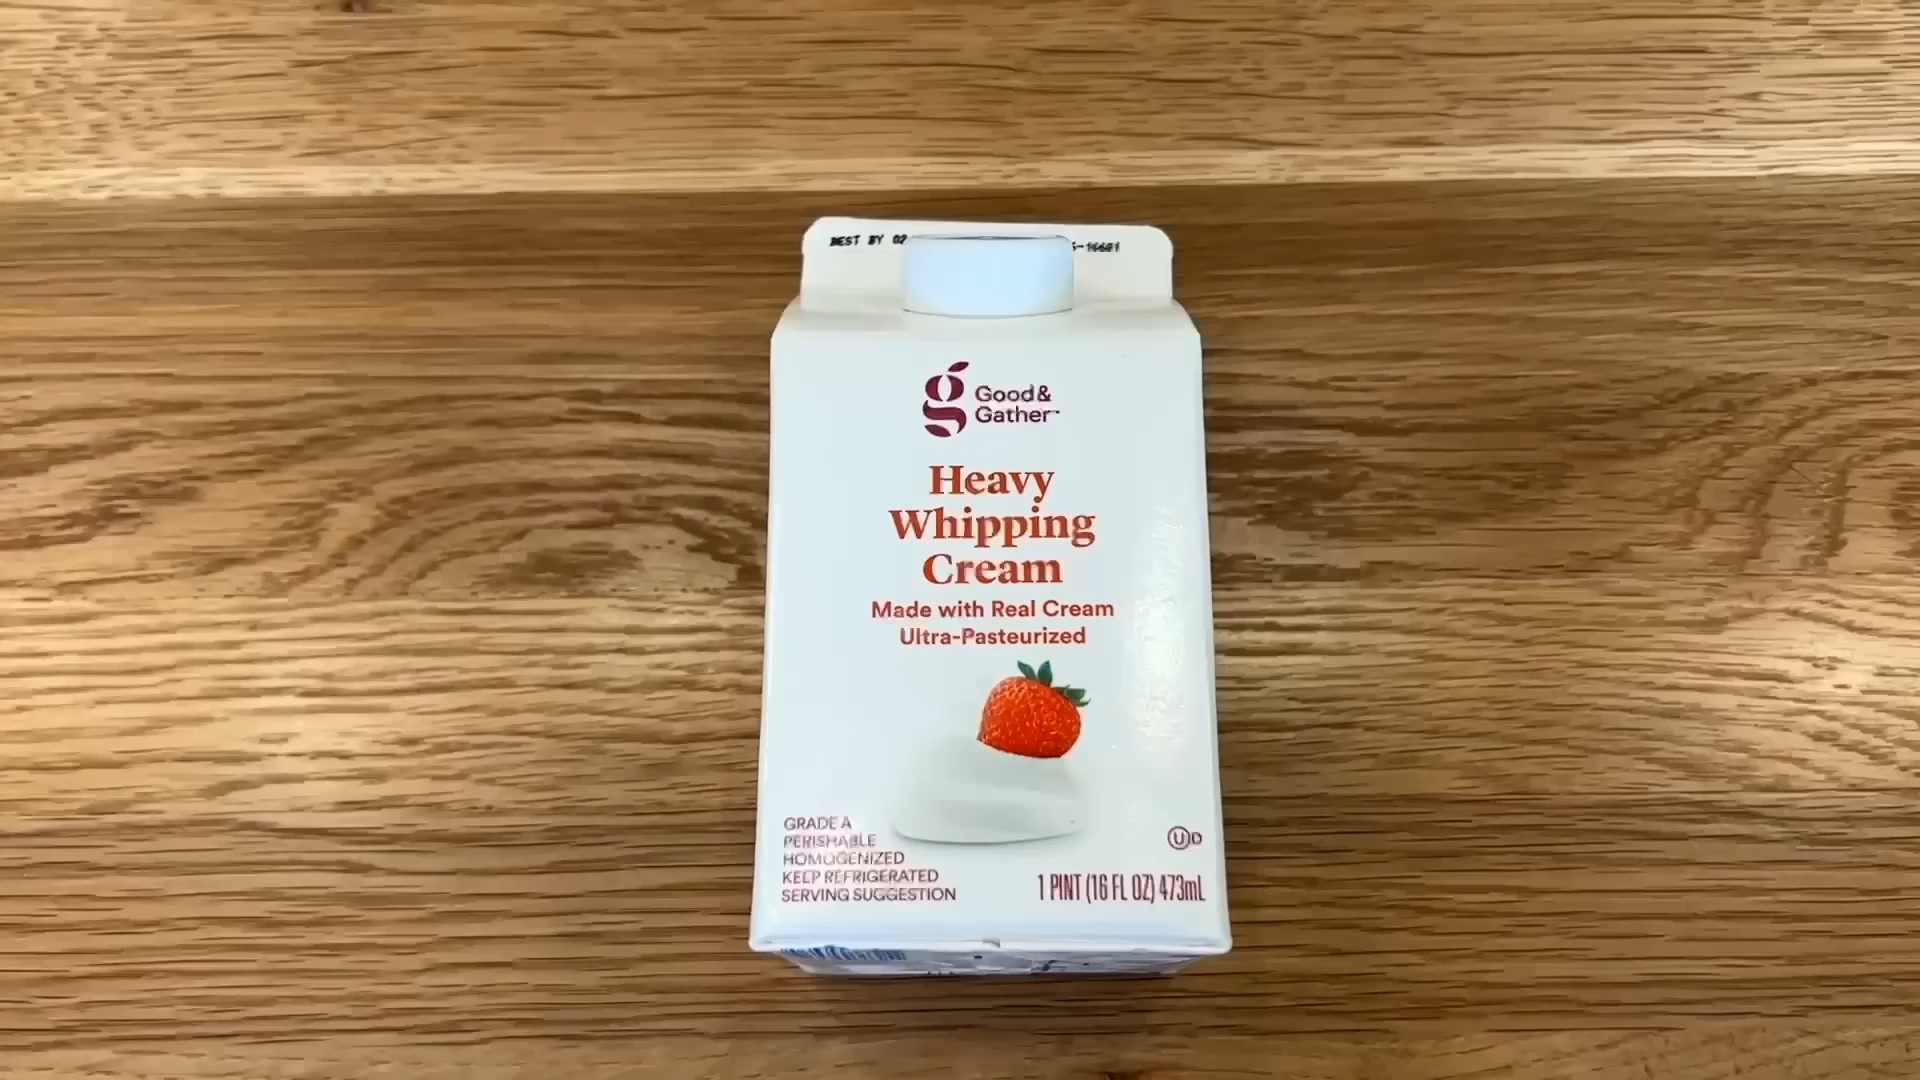 BEST BY 02
Good &
Gather™
Heavy
Whipping
Cream
Made with Real Cream
Ultra-Pasteurized
GRADE A
PERISHABLE
HOMOGENIZED
KEEP REFRIGERATED
SERVING SUGGESTION
U D
1 PINT (16 FL OZ) 473mL